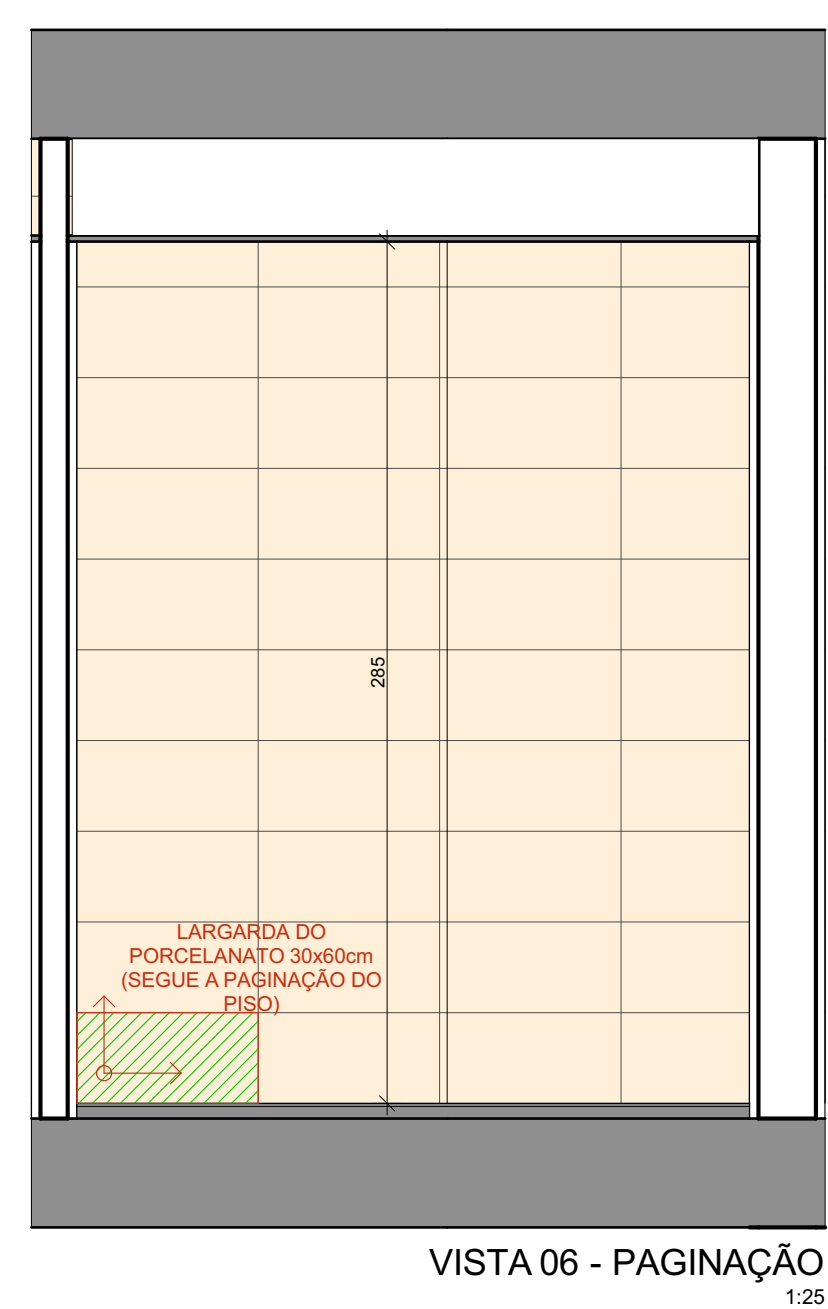 285
LARGARDA DO
PORCELANATO 30x60cm
(SEGUE A PAGINAÇÃO DO
PISO)
VISTA 06 - PAGINAÇÃO
1:25